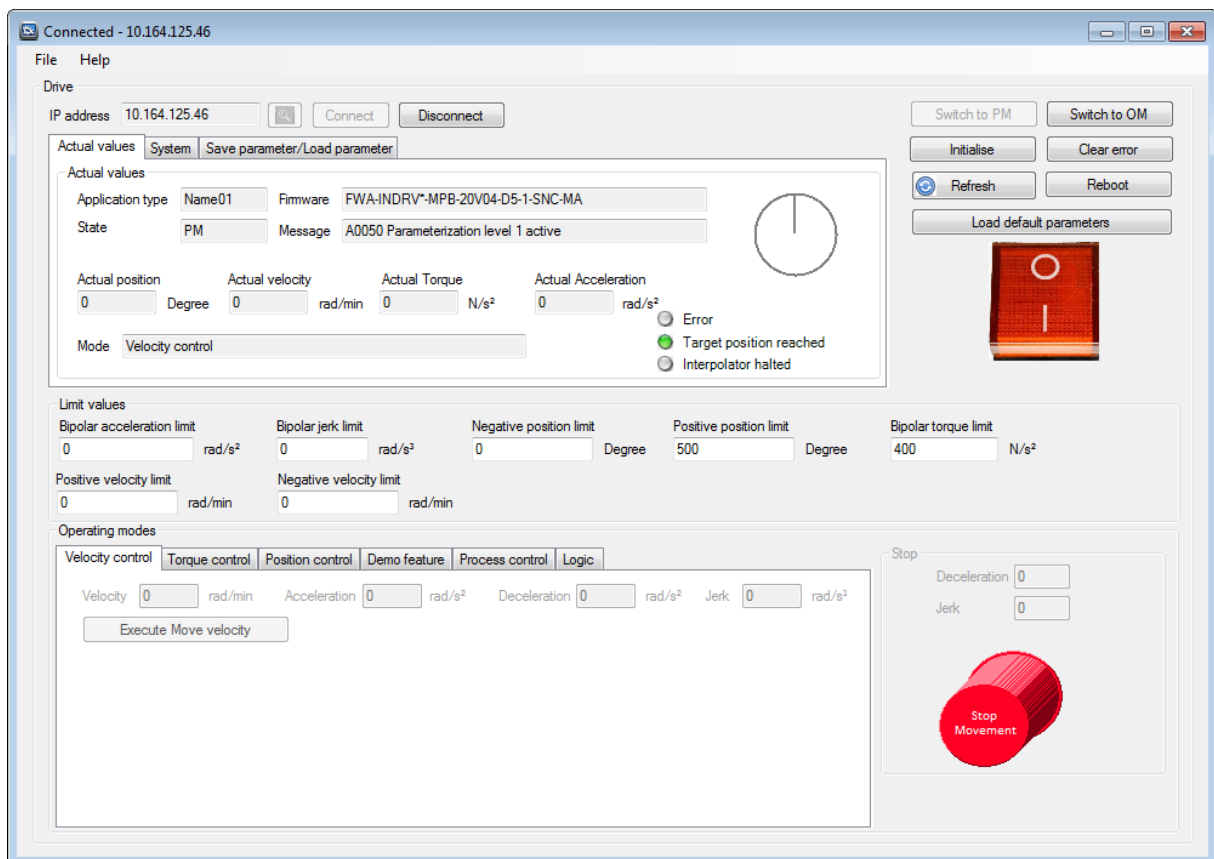 Connected - 10.164.125.46
File Help
Drive
IP address 10.164.125.46 Connect Disconnect
Switch to PM Switch to OM
Actual values System Save parameter/Load parameter
Initialise Clear error
Refresh Reboot
Load default parameters
Actual values
Application type Name01 Firmware FWA-INDRV*-MPB-20V04-D5-1-SNC-MA
State PM Message A0050 Parameterization level 1 active
Actual position Actual velocity Actual Torque Actual Acceleration
0 Degree 0 rad/min 0 N/s² 0 rad/s²
Error
Mode Velocity control Target position reached
Interpolator halted
Limit values
Bipolar acceleration limit Bipolar jerk limit Negative position limit Positive position limit Bipolar torque limit
0 rad/s² 0 rad/s³ 0 Degree 500 Degree 400 N/s²
Positive velocity limit Negative velocity limit
0 rad/min 0 rad/min
Operating modes
Velocity control Torque control Position control Demo feature Process control Logic
Velocity 0 rad/min Acceleration 0 rad/s² Deceleration 0 rad/s² Jerk 0 rad/s³
Execute Move velocity
Stop
Deceleration 0
Jerk 0
Stop
Movement